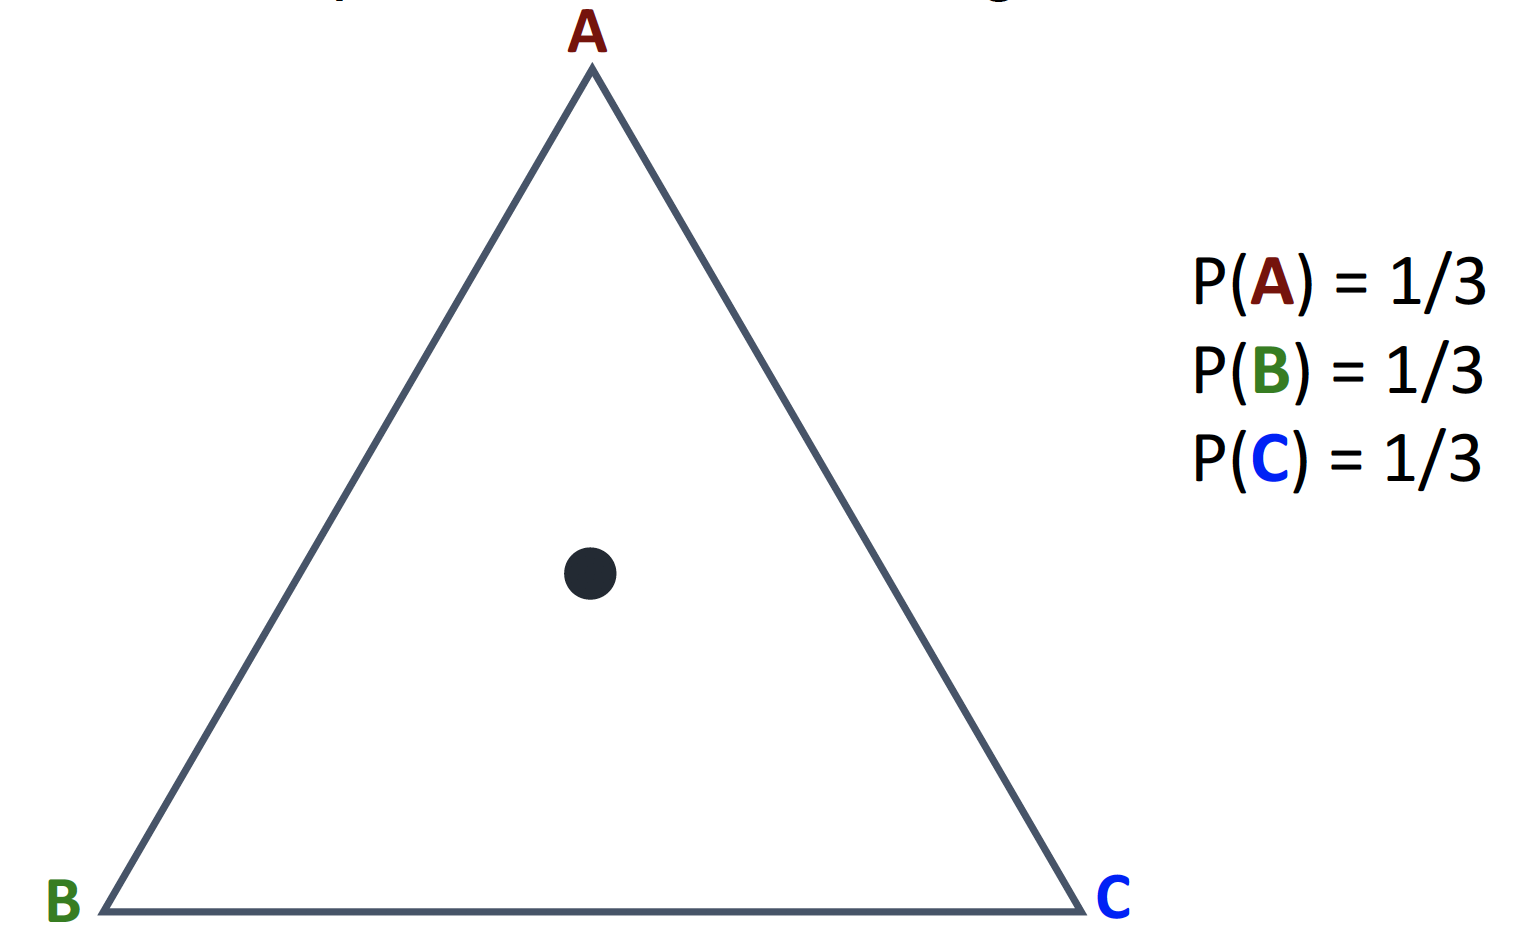 A
P(A) = 1/3
P(B) = 1/3
P(C) = 1/3
B
C